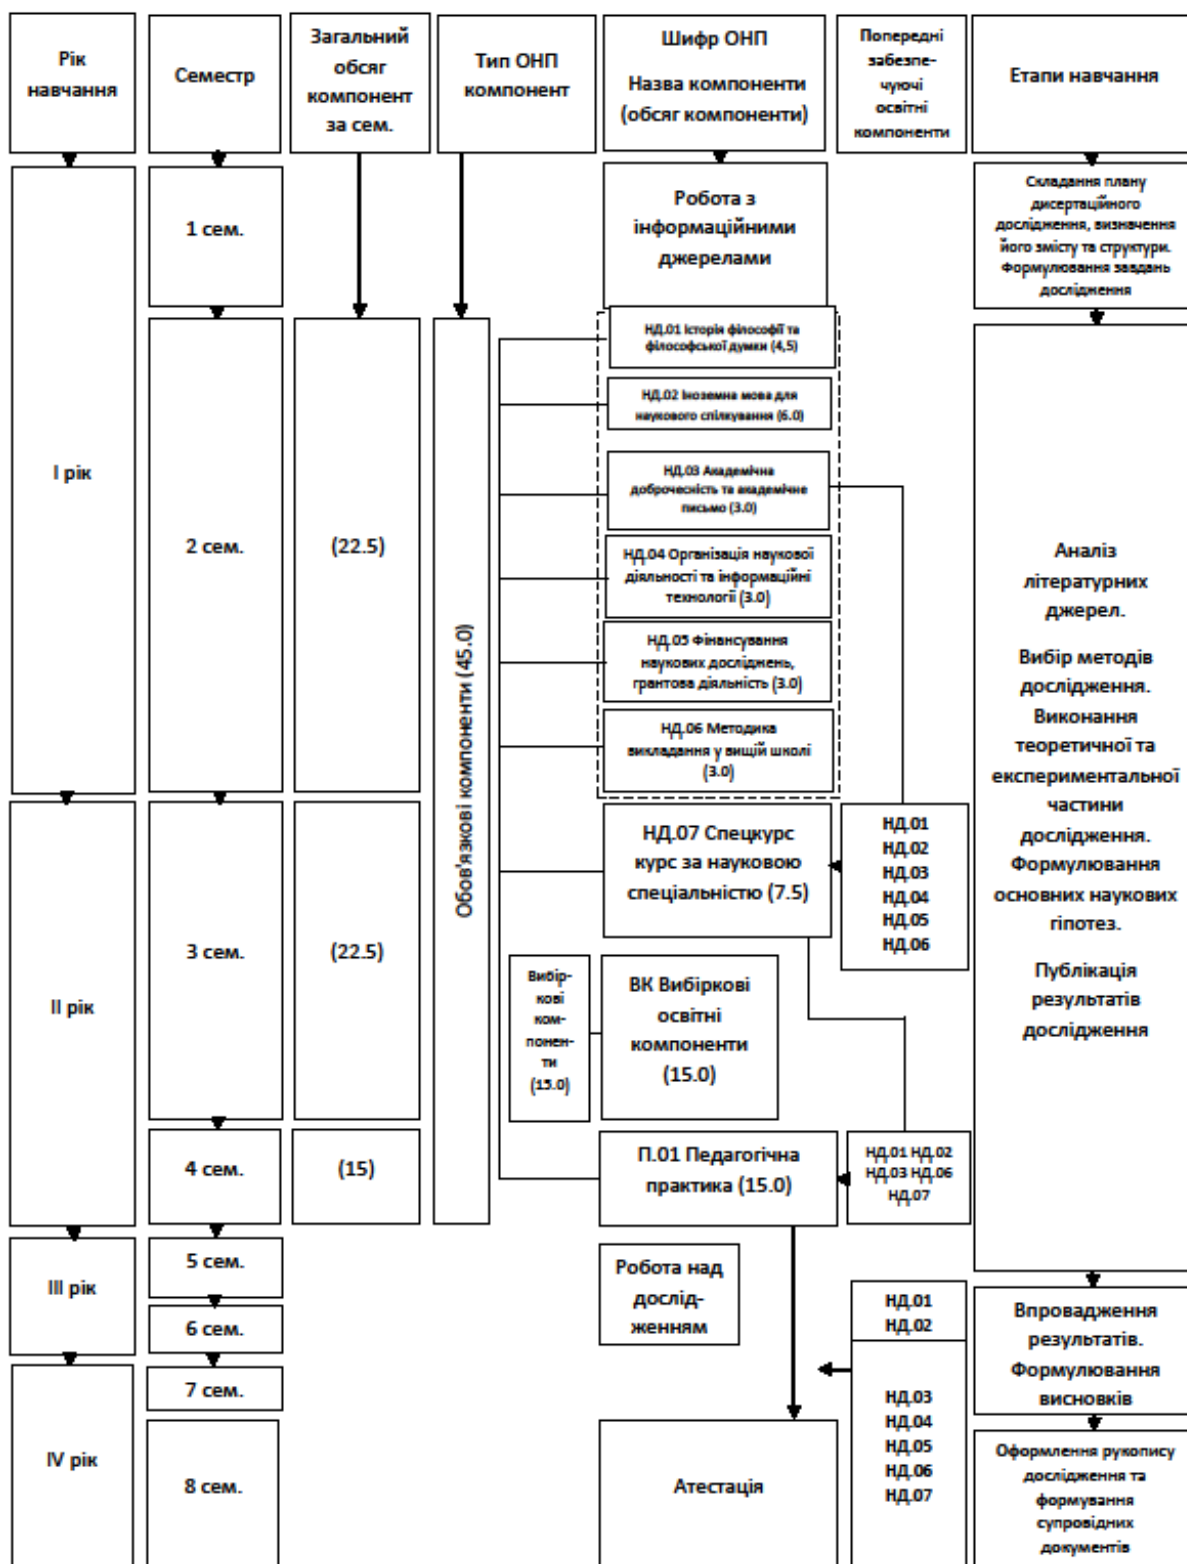 Рік
навчання
Семестр
Загальний
обсяг
компонент
за сем.
Тип ОНП
компонент
Шифр ОНП
Назва компоненти
(обсяг компоненти)
Попередні
забезпе-
чуючі
освітні
компоненти
Етапи навчання
І рік
1 сем.
Робота з
інформаційними
джерелами
Складання плану
дисертаційного
дослідження, визначення
його змісту та структури.
Формулювання завдань
дослідження
2 сем.
(22.5)
Обов'язкові компоненти (45.0)
НД.01 Історія філософії та
філософської думки (4,5)
НД.02 Іноземна мова для
наукового спілкування (6.0)
НД.03 Академічна
доброчесність та академічне
письмо (3.0)
НД.04 Організація наукової
діяльності та інформаційні
технології (3.0)
НД.05 Фінансування
наукових досліджень,
грантова діяльність (3.0)
НД.06 Методика
викладання у вищій школі
(3.0)
Аналіз
літературних
джерел.
Вибір методів
дослідження.
Виконання
теоретичної та
експериментальної
частини
дослідження.
Формулювання
основних наукових
гіпотез.
Публікація
результатів
дослідження
ІІ рік
3 сем.
(22.5)
НД.07 Спецкурс
курс за науковою
спеціальністю (7.5)
НД.01
НД.02
НД.03
НД.04
НД.05
НД.06
Вибір-
кові
ком-
понен-
ти
(15.0)
ВК Вибіркові
освітні
компоненти
(15.0)
4 сем.
(15)
П.01 Педагогічна
практика (15.0)
НД.01 НД.02
НД.03 НД.06
НД.07
ІІІ рік
5 сем.
6 сем.
Робота над
дослід-
женням
НД.01
НД.02
Впровадження
результатів.
Формулювання
висновків
IV рік
7 сем.
8 сем.
Атестація
НД.03
НД.04
НД.05
НД.06
НД.07
Оформлення рукопису
дослідження та
формування
супровідних
документів